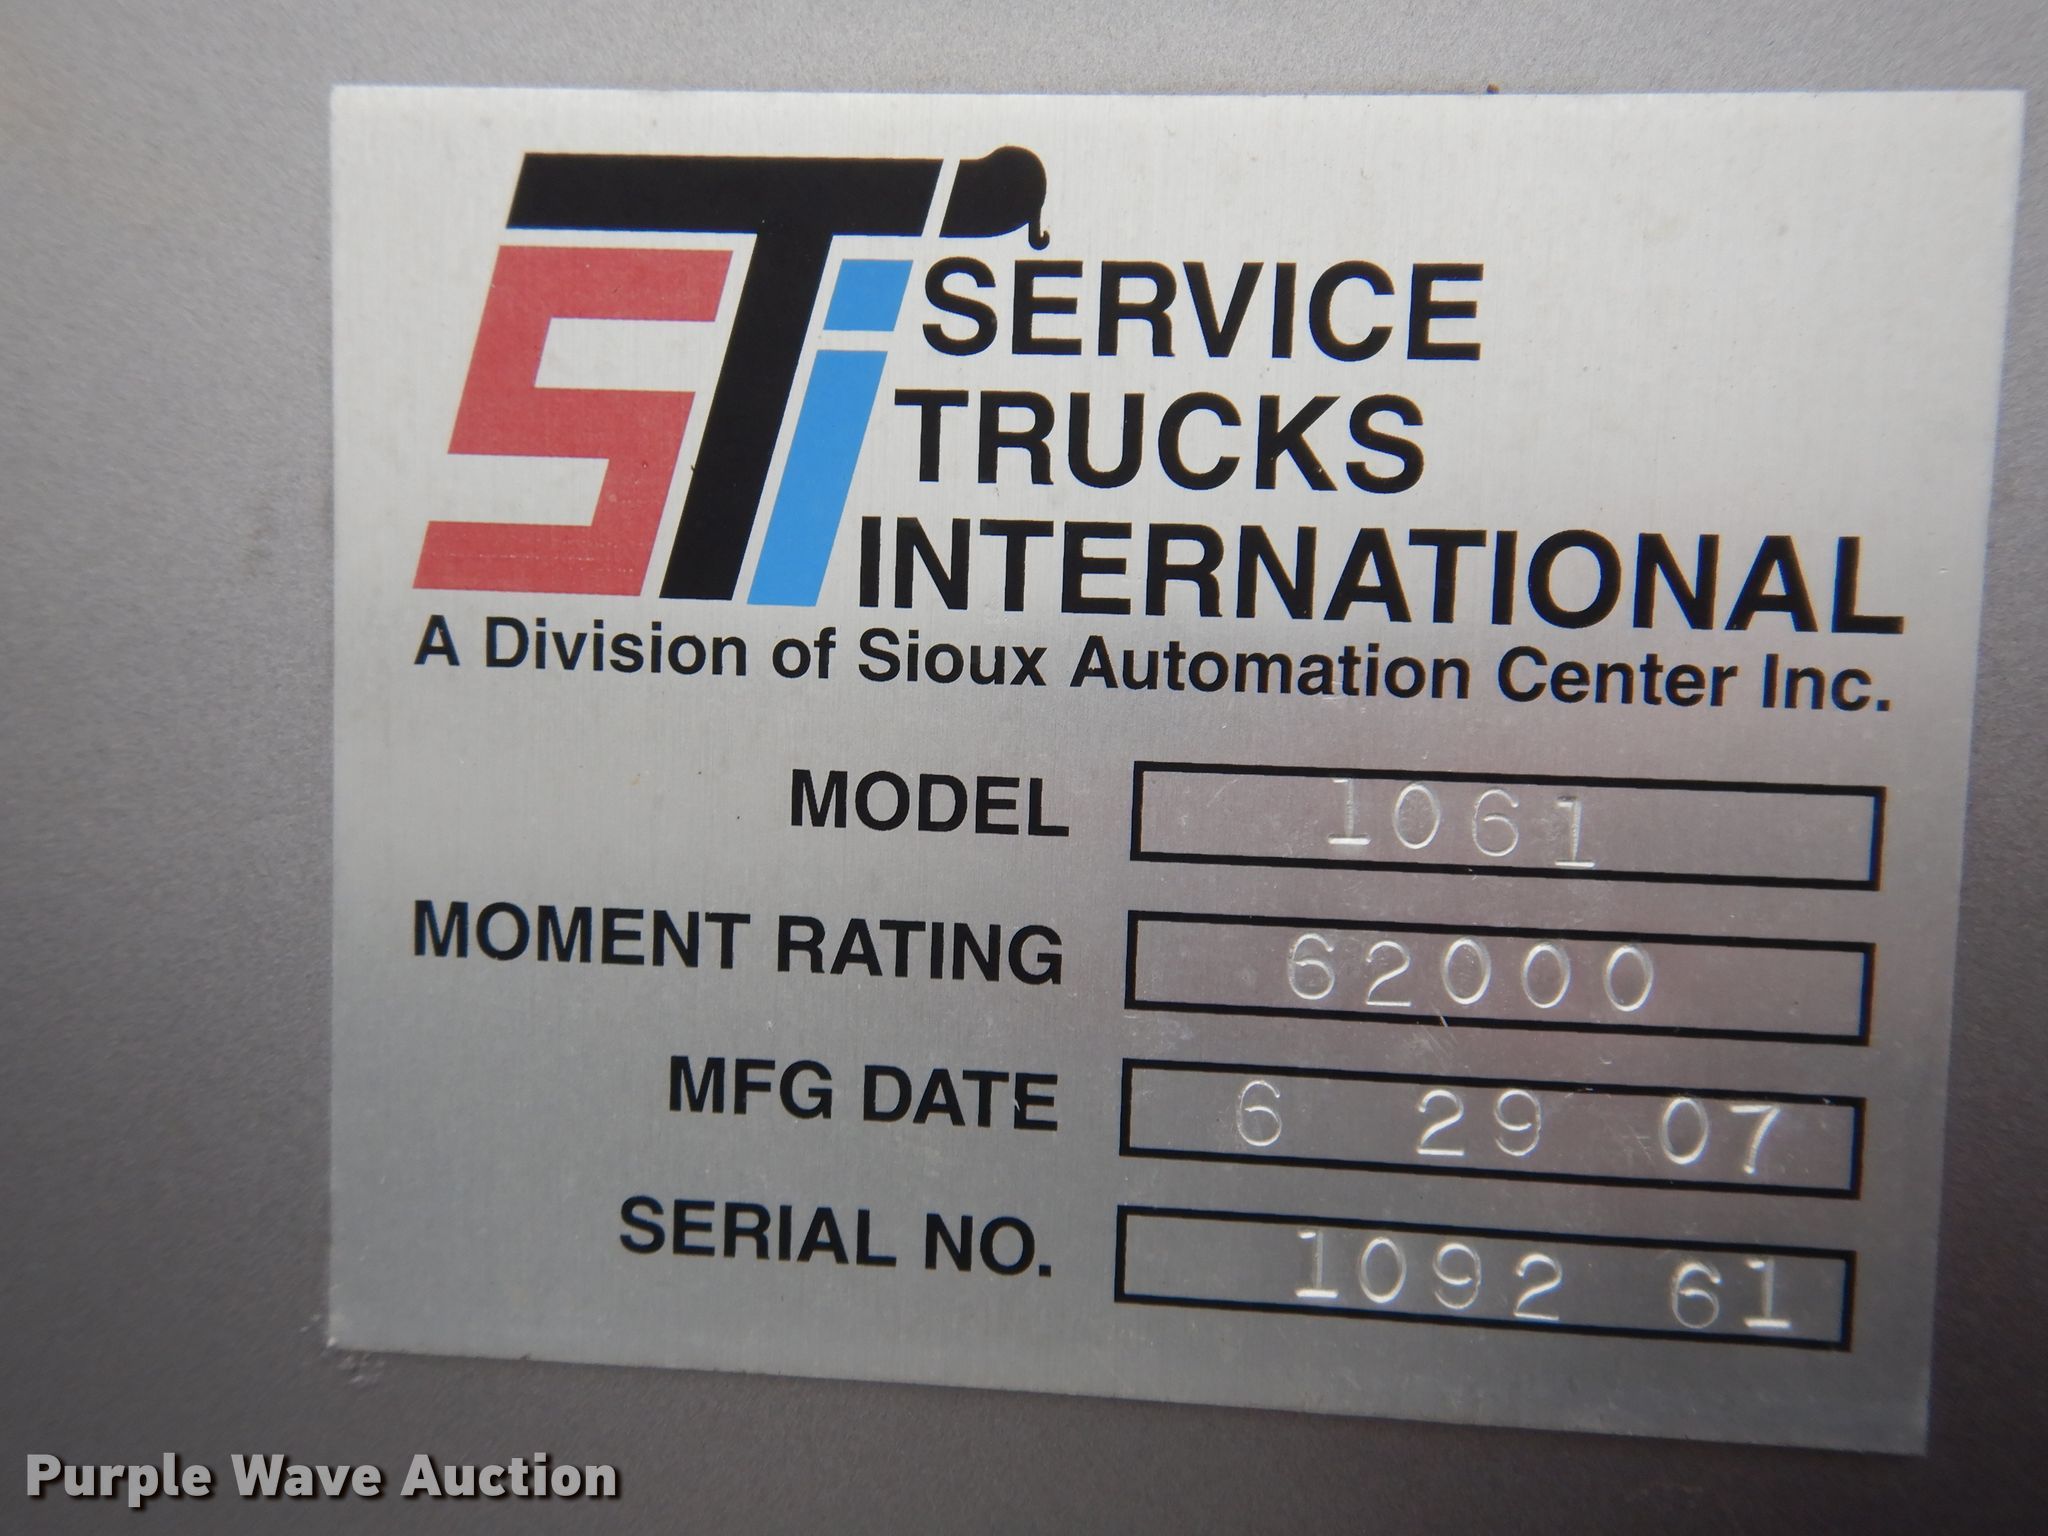 STi
SERVICE
TRUCKS
INTERNATIONAL
A Division of Sioux Automation Center Inc.
MODEL 1061
MOMENT RATING 62000
MFG DATE 6 29 07
SERIAL NO. 1092 61
Purple Wave Auction